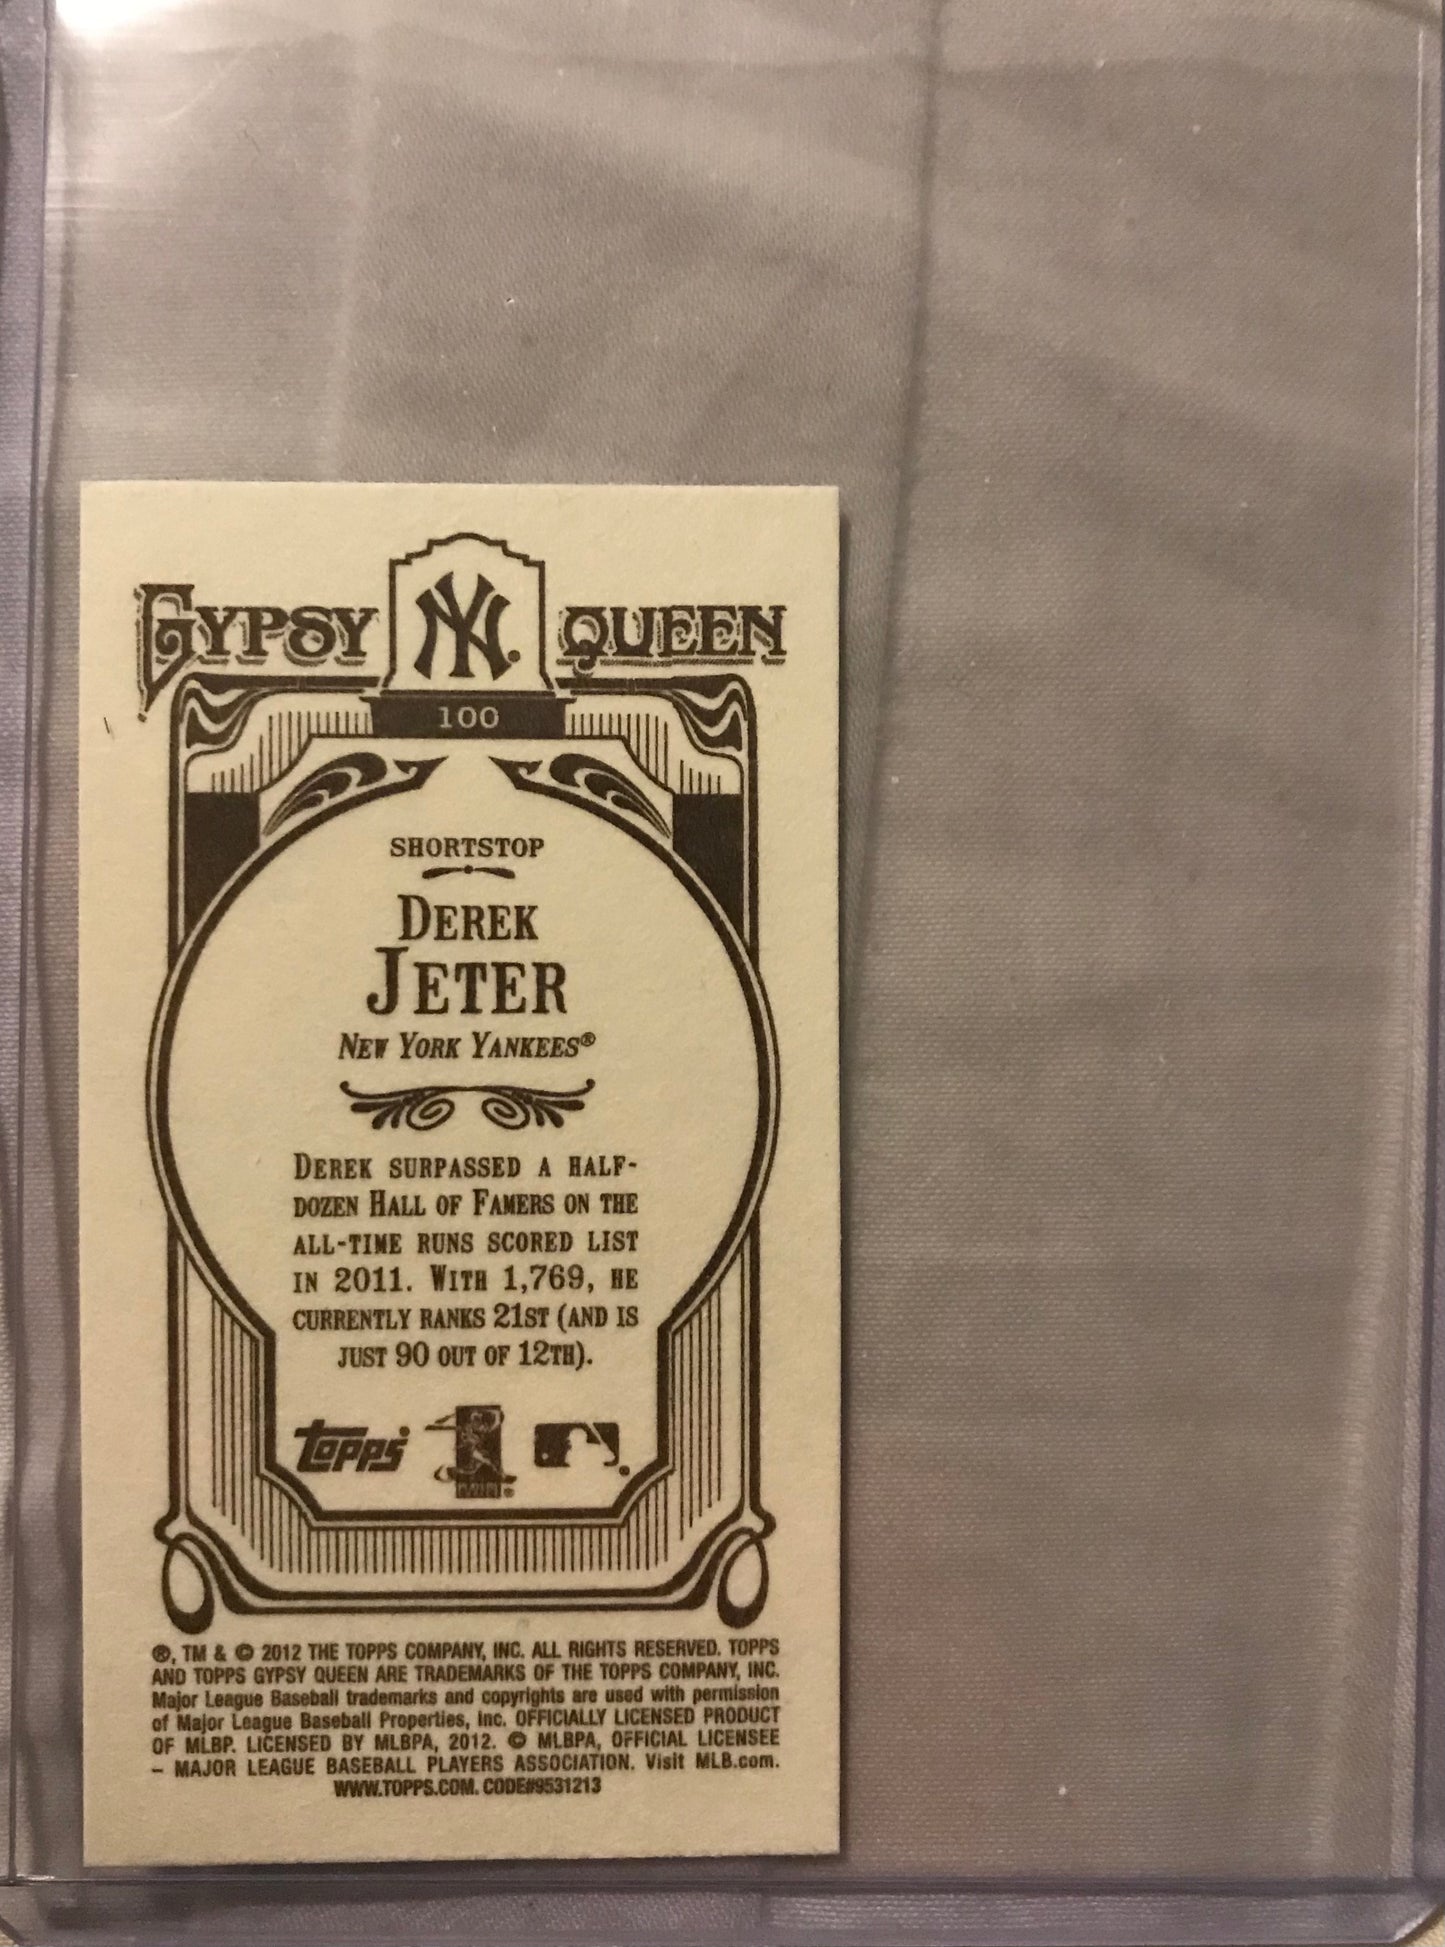 GYPSY NY QUEEN
100
SHORTSTOP
DEREK
JETER
NEW YORK YANKEES®
DEREK SURPASSED A HALF-
DOZEN HALL OF FAMERS ON THE
ALL-TIME RUNS SCORED LIST
IN 2011. WITH 1,769, HE
CURRENTLY RANKS 21ST (AND IS
JUST 90 OUT OF 12TH).
TOPPS
®, TM & © 2012 THE TOPPS COMPANY, INC. ALL RIGHTS RESERVED. TOPPS
AND TOPPS GYPSY QUEEN ARE TRADEMARKS OF THE TOPPS COMPANY, INC.
Major League Baseball trademarks and copyrights are used with permission
of Major League Baseball Properties, Inc. OFFICIALLY LICENSED PRODUCT
OF MLBP. LICENSED BY MLBPA, 2012. © MLBPA, OFFICIAL LICENSEE
– MAJOR LEAGUE BASEBALL PLAYERS ASSOCIATION. Visit MLB.com.
WWW.TOPPS.COM. CODE#9531213